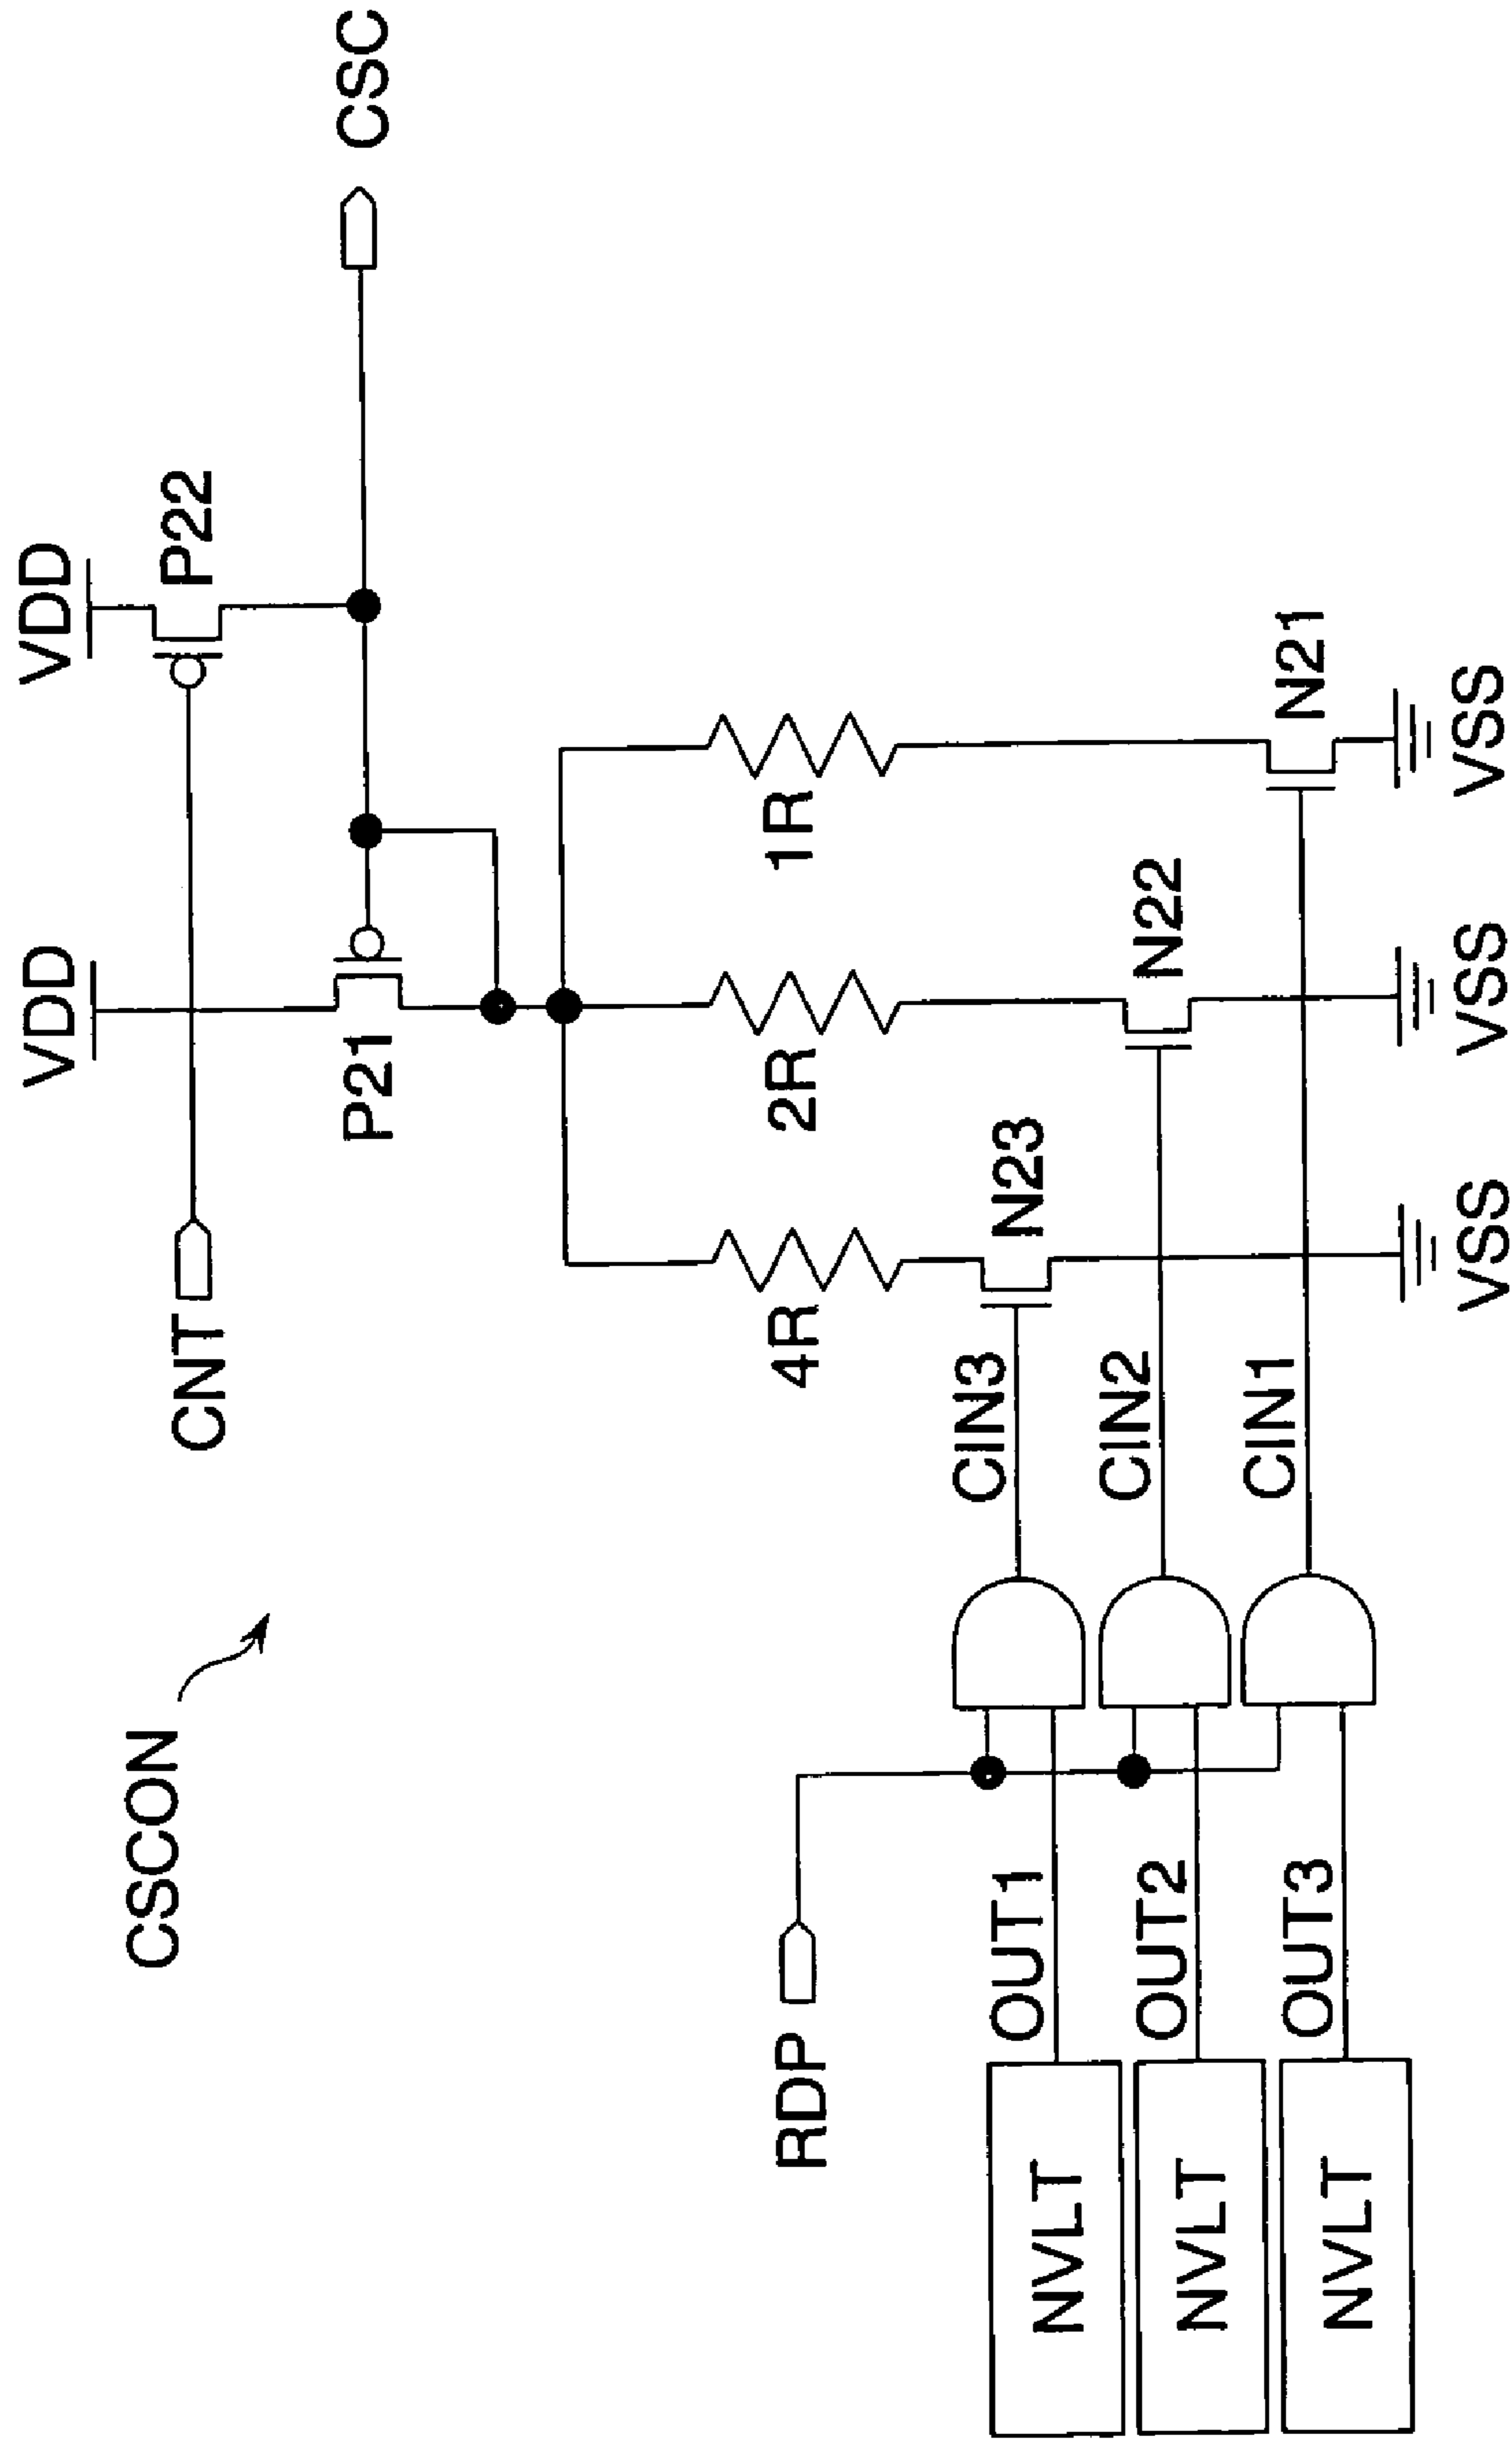 CSCON
CNT
VDD
VDD
P22
P21
CSC
4R
2R
1R
RDP
N23
N22
N21
CIN3
CIN2
CIN1
NVLT
OUT1
NVLT
OUT2
NVLT
OUT3
VSS
VSS
VSS